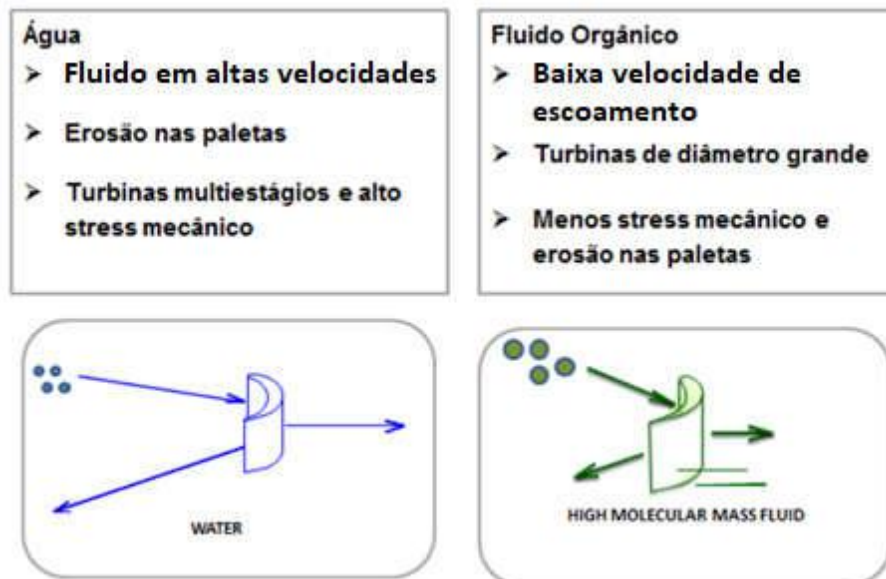 Água
➤ Fluido em altas velocidades
➤ Erosão nas paletas
➤ Turbinas multiestágios e alto
stress mecânico
Fluido Orgânico
➤ Baixa velocidade de
escoamento
➤ Turbinas de diâmetro grande
➤ Menos stress mecânico e
erosão nas paletas
WATER
HIGH MOLECULAR MASS FLUID